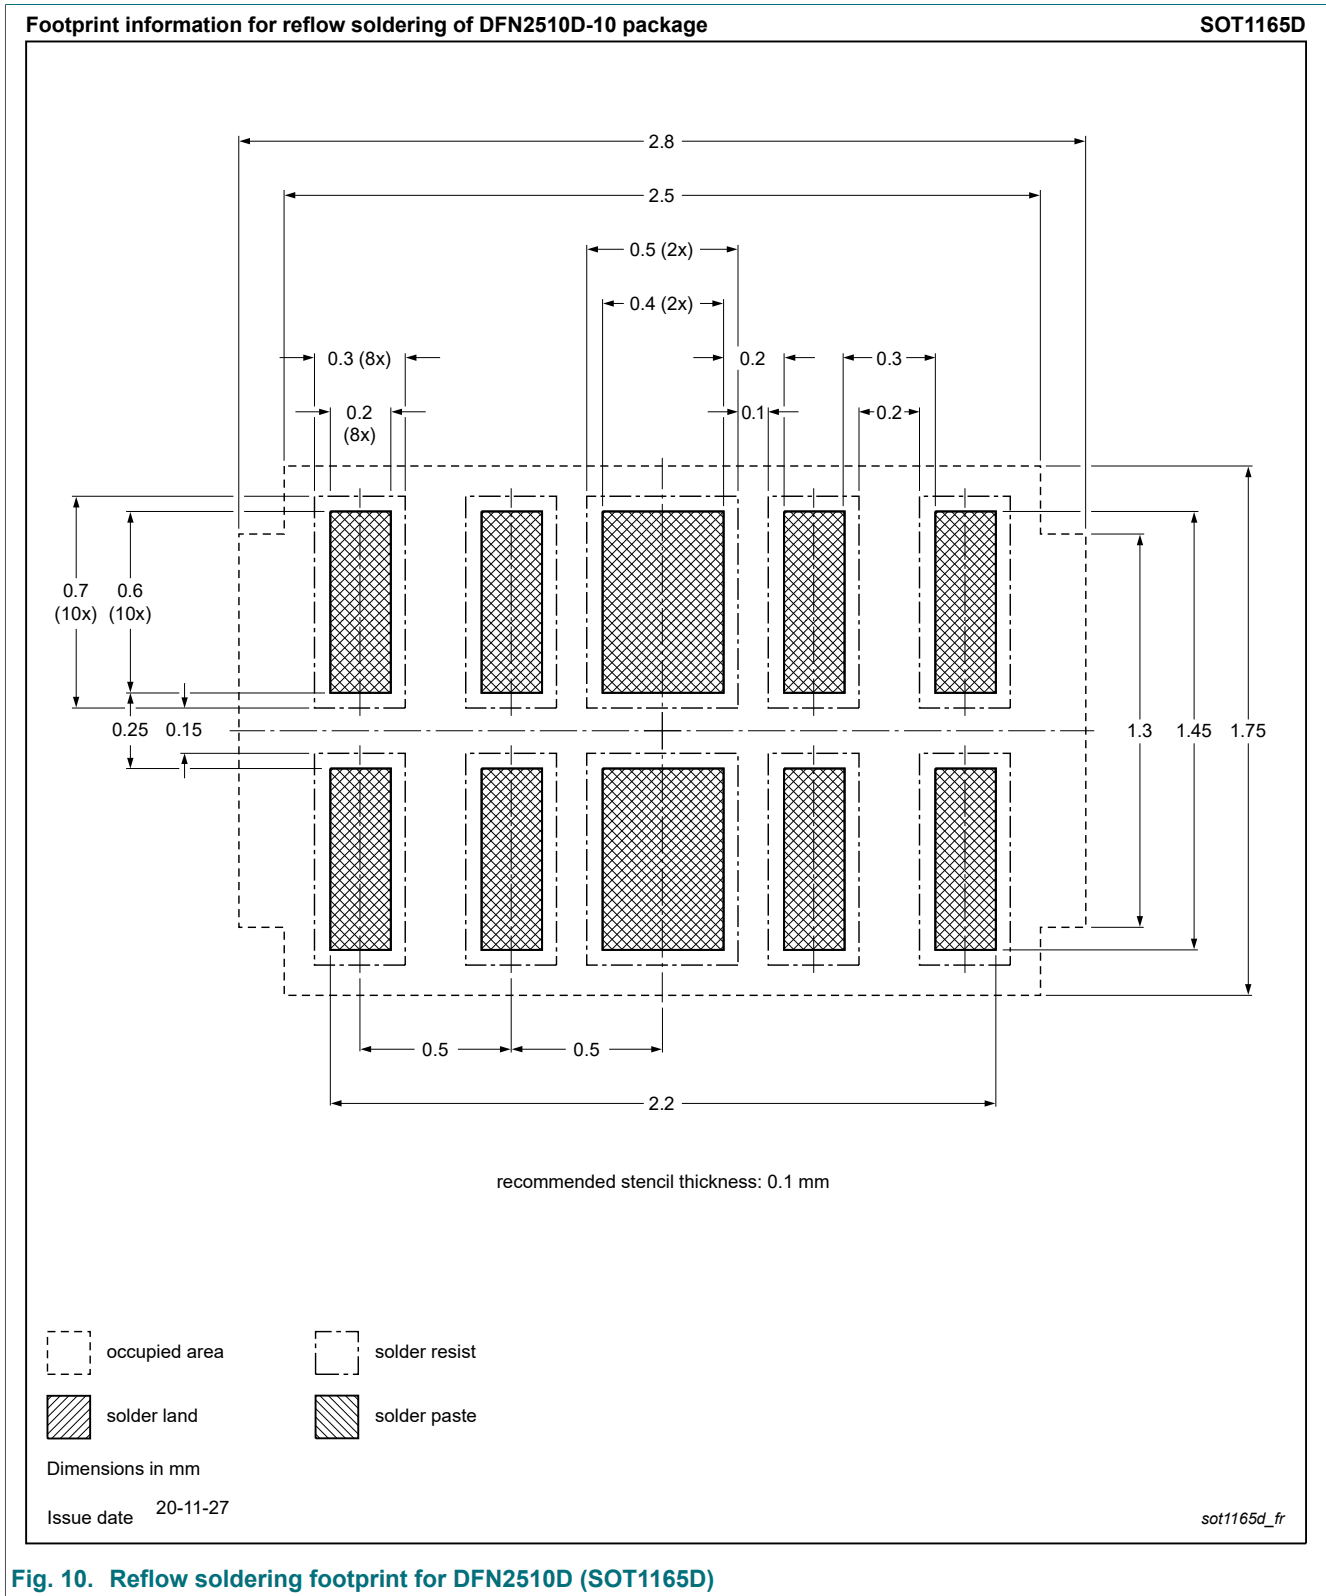 Footprint information for reflow soldering of DFN2510D-10 package SOT1165D
2.8
2.5
0.5 (2x)
0.4 (2x)
0.3 (8x) 0.2 0.3
0.2 0.1 0.2
(8x)
0.7 0.6
(10x) (10x)
0.25 0.15 1.3 1.45 1.75
0.5 0.5
2.2
recommended stencil thickness: 0.1 mm
occupied area solder resist
solder land solder paste
Dimensions in mm
Issue date 20-11-27 sot1165d_fr
Fig. 10. Reflow soldering footprint for DFN2510D (SOT1165D)